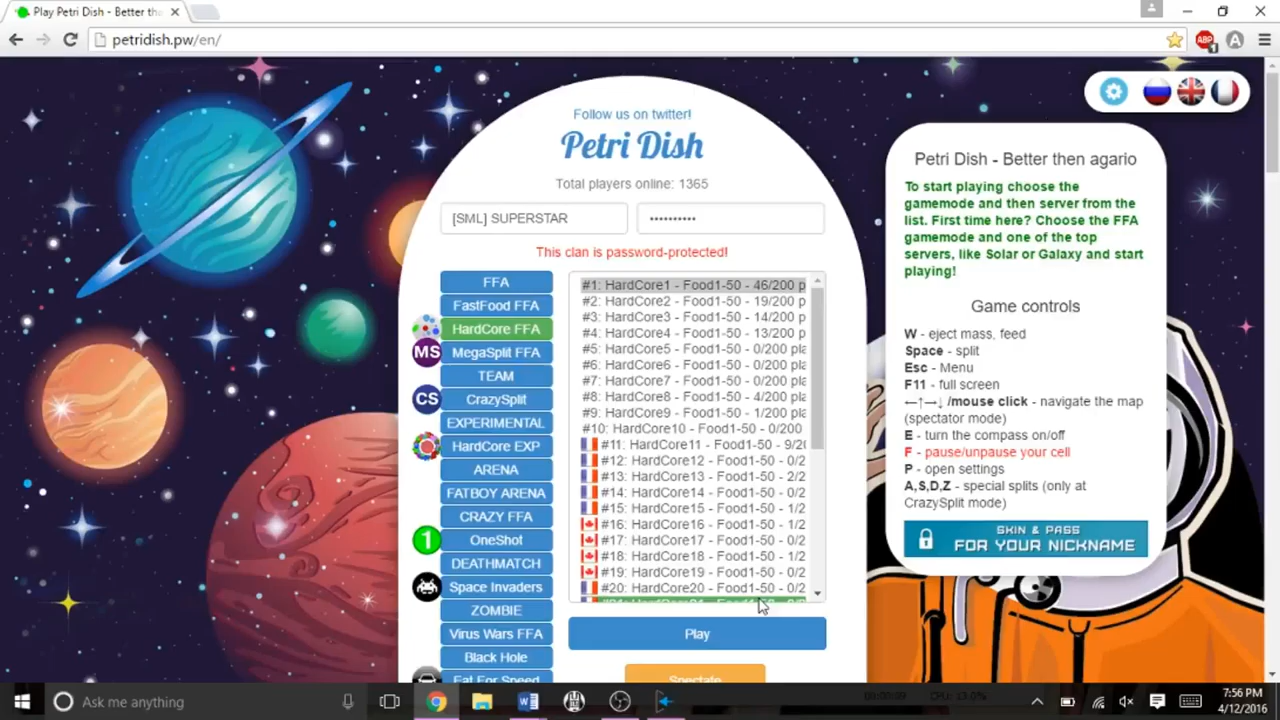 Play Petri Dish - Better tha
petridish.pw/en/
ABP
1
A
Follow us on twitter!
Petri Dish
Total players online: 1365
[SML] SUPERSTAR
••••••••••
This clan is password-protected!
FFA
FastFood FFA
HardCore FFA
MS
MegaSplit FFA
TEAM
CS
CrazySplit
EXPERIMENTAL
HardCore EXP
ARENA
FATBOY ARENA
CRAZY FFA
1
OneShot
DEATHMATCH
Space Invaders
ZOMBIE
Virus Wars FFA
Black Hole
Eat For Speed
#1: HardCore1 - Food1-50 - 46/200 p
#2: HardCore2 - Food1-50 - 19/200 p
#3: HardCore3 - Food1-50 - 14/200 p
#4: HardCore4 - Food1-50 - 13/200 p
#5: HardCore5 - Food1-50 - 0/200 pla
#6: HardCore6 - Food1-50 - 0/200 pla
#7: HardCore7 - Food1-50 - 0/200 pla
#8: HardCore8 - Food1-50 - 4/200 pla
#9: HardCore9 - Food1-50 - 1/200 pla
#10: HardCore10 - Food1-50 - 0/200
#11: HardCore11 - Food1-50 - 9/20
#12: HardCore12 - Food1-50 - 0/2
#13: HardCore13 - Food1-50 - 2/2
#14: HardCore14 - Food1-50 - 0/2
#15: HardCore15 - Food1-50 - 1/2
#16: HardCore16 - Food1-50 - 1/2
#17: HardCore17 - Food1-50 - 0/2
#18: HardCore18 - Food1-50 - 1/2
#19: HardCore19 - Food1-50 - 0/2
#20: HardCore20 - Food1-50 - 0/2
Play
Spectate
Petri Dish - Better then agario
To start playing choose the
gamemode and then server from the
list. First time here? Choose the FFA
gamemode and one of the top
servers, like Solar or Galaxy and start
playing!
Game controls
W - eject mass, feed
Space - split
Esc - Menu
F11 - full screen
←↑→↓ /mouse click - navigate the map
(spectator mode)
E - turn the compass on/off
F - pause/unpause your cell
P - open settings
A,S,D,Z - special splits (only at
CrazySplit mode)
SKIN & PASS
FOR YOUR NICKNAME
Ask me anything
7:56 PM
4/12/2016